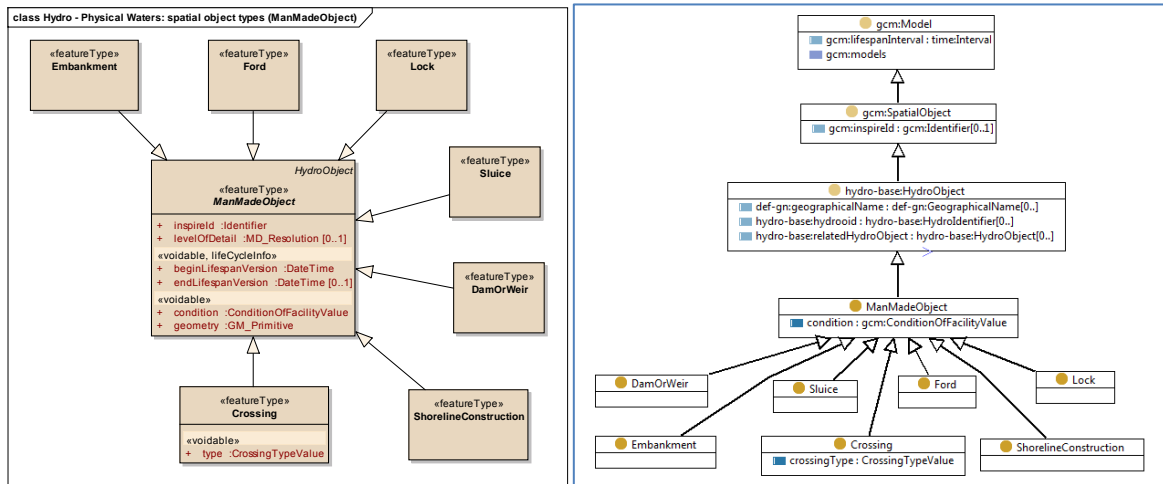 class Hydro - Physical Waters: spatial object types (ManMadeObject)
«featureType»
Embankment
«featureType»
Ford
«featureType»
Lock
HydroObject
«featureType»
ManMadeObject
+ inspireId :Identifier
+ levelOfDetail :MD_Resolution [0..1]
«voidable, lifeCycleInfo»
+ beginLifespanVersion :DateTime
+ endLifespanVersion :DateTime [0..1]
«voidable»
+ condition :ConditionOfFacilityValue
+ geometry :GM_Primitive
«featureType»
Sluice
«featureType»
DamOrWeir
«featureType»
Crossing
«voidable»
+ type :CrossingTypeValue
«featureType»
ShorelineConstruction
gcm:Model
gcm:lifespanInterval : time:Interval
gcm:models
gcm:SpatialObject
gcm:inspireId : gcm:Identifier[0..1]
hydro-base:HydroObject
def-gn:geographicalName : def-gn:GeographicalName[0..]
hydro-base:hydrooid : hydro-base:HydroIdentifier[0..]
hydro-base:relatedHydroObject : hydro-base:HydroObject[0..]
ManMadeObject
condition : gcm:ConditionOfFacilityValue
DamOrWeir
Sluice
Ford
Lock
Embankment
Crossing
crossingType : CrossingTypeValue
ShorelineConstruction